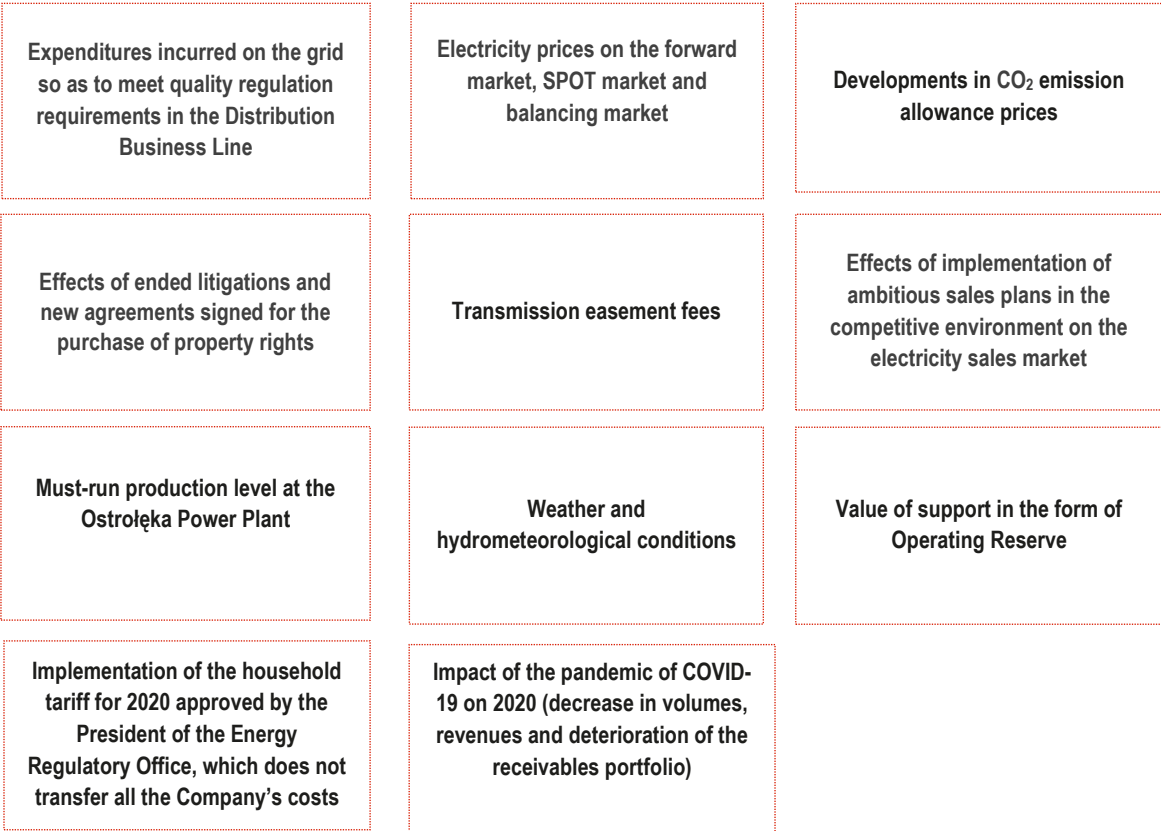 Expenditures incurred on the grid
so as to meet quality regulation
requirements in the Distribution
Business Line
Electricity prices on the forward
market, SPOT market and
balancing market
Developments in CO₂ emission
allowance prices
Effects of ended litigations and
new agreements signed for the
purchase of property rights
Transmission easement fees
Effects of implementation of
ambitious sales plans in the
competitive environment on the
electricity sales market
Must-run production level at the
Ostrołęka Power Plant
Weather and
hydrometeorological conditions
Value of support in the form of
Operating Reserve
Implementation of the household
tariff for 2020 approved by the
President of the Energy
Regulatory Office, which does not
transfer all the Company’s costs
Impact of the pandemic of COVID-
19 on 2020 (decrease in volumes,
revenues and deterioration of the
receivables portfolio)